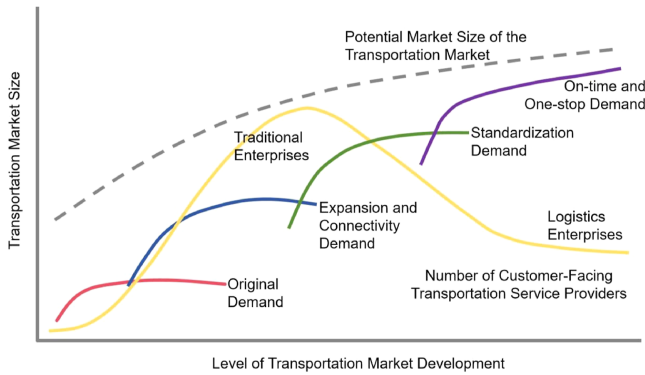 Potential Market Size of the
Transportation Market
On-time and
One-stop Demand
Traditional
Enterprises
Standardization
Demand
Expansion and
Connectivity
Demand
Logistics
Enterprises
Original
Demand
Number of Customer-Facing
Transportation Service Providers
Transportation Market Size
Level of Transportation Market Development